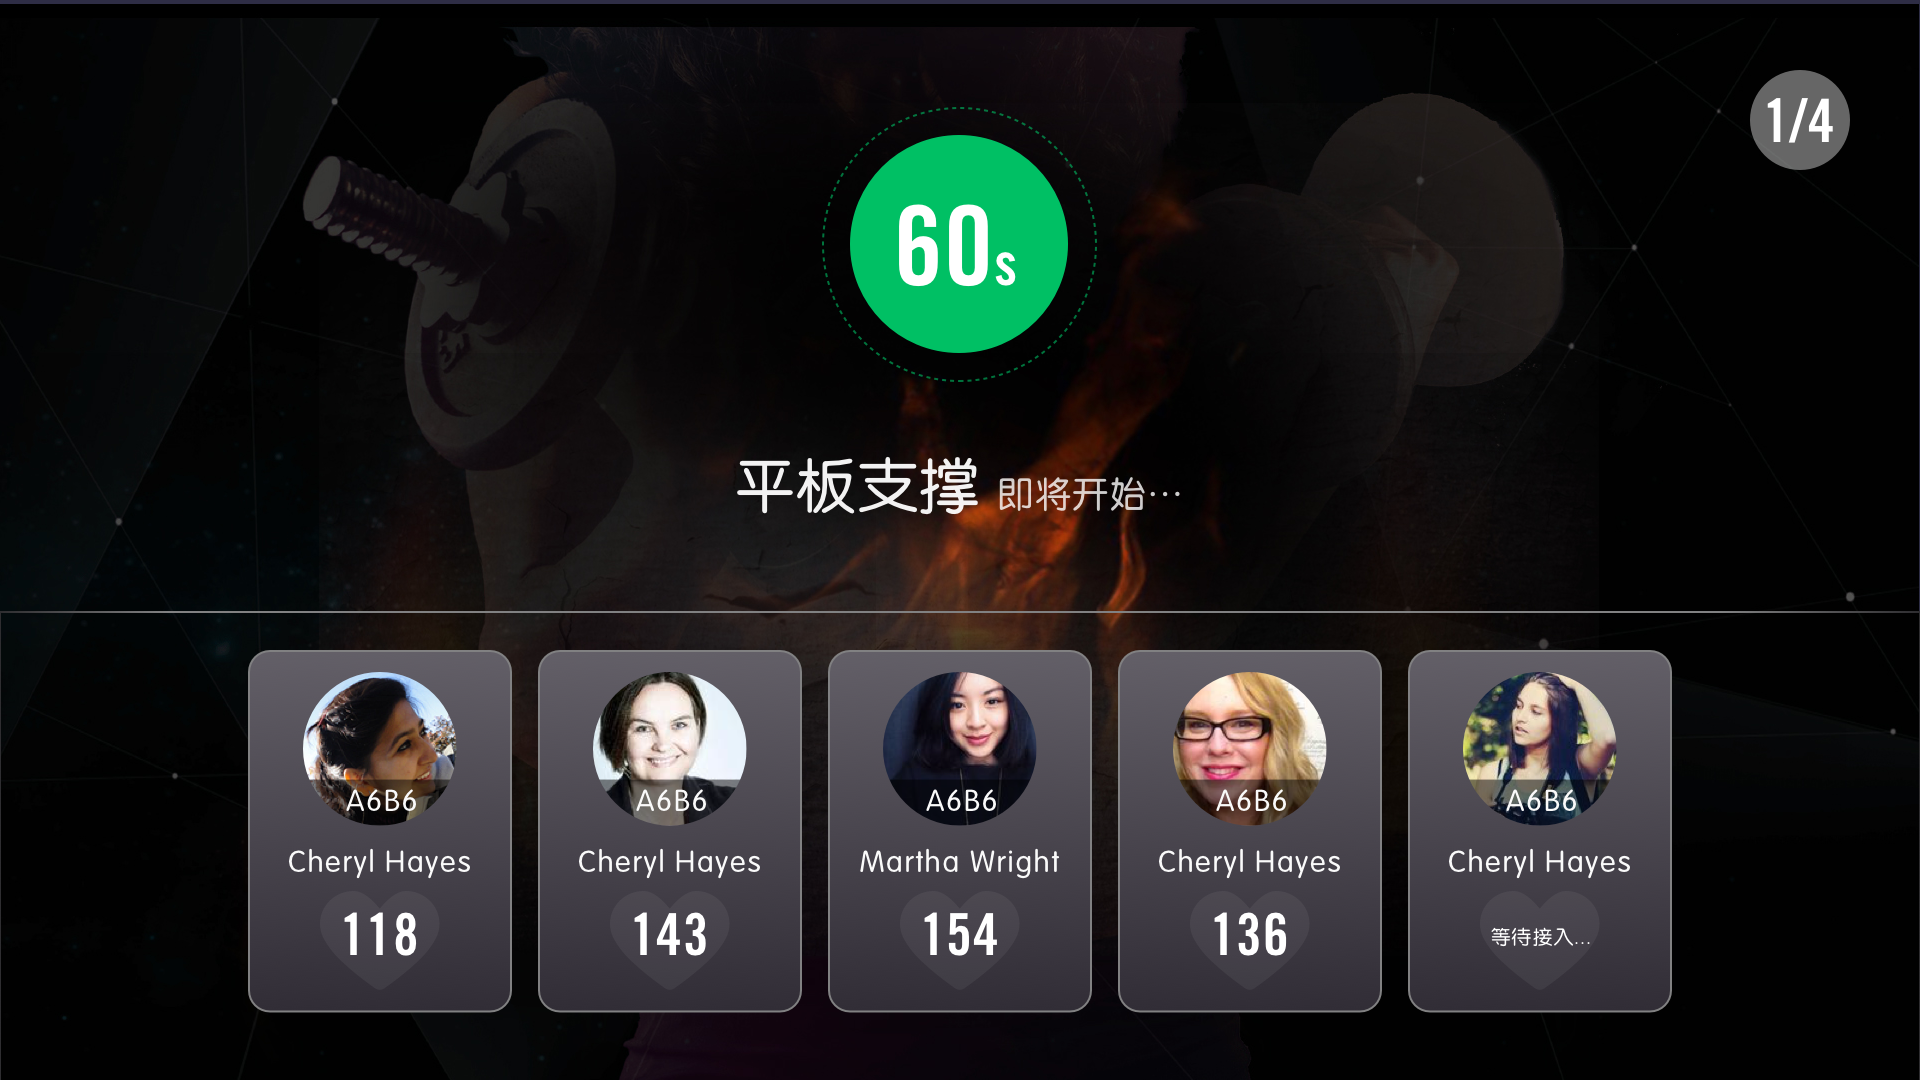 1/4
60s
平板支撑 即将开始···
A6B6
Cheryl Hayes
118
A6B6
Cheryl Hayes
143
A6B6
Martha Wright
154
A6B6
Cheryl Hayes
136
A6B6
Cheryl Hayes
等待接入...